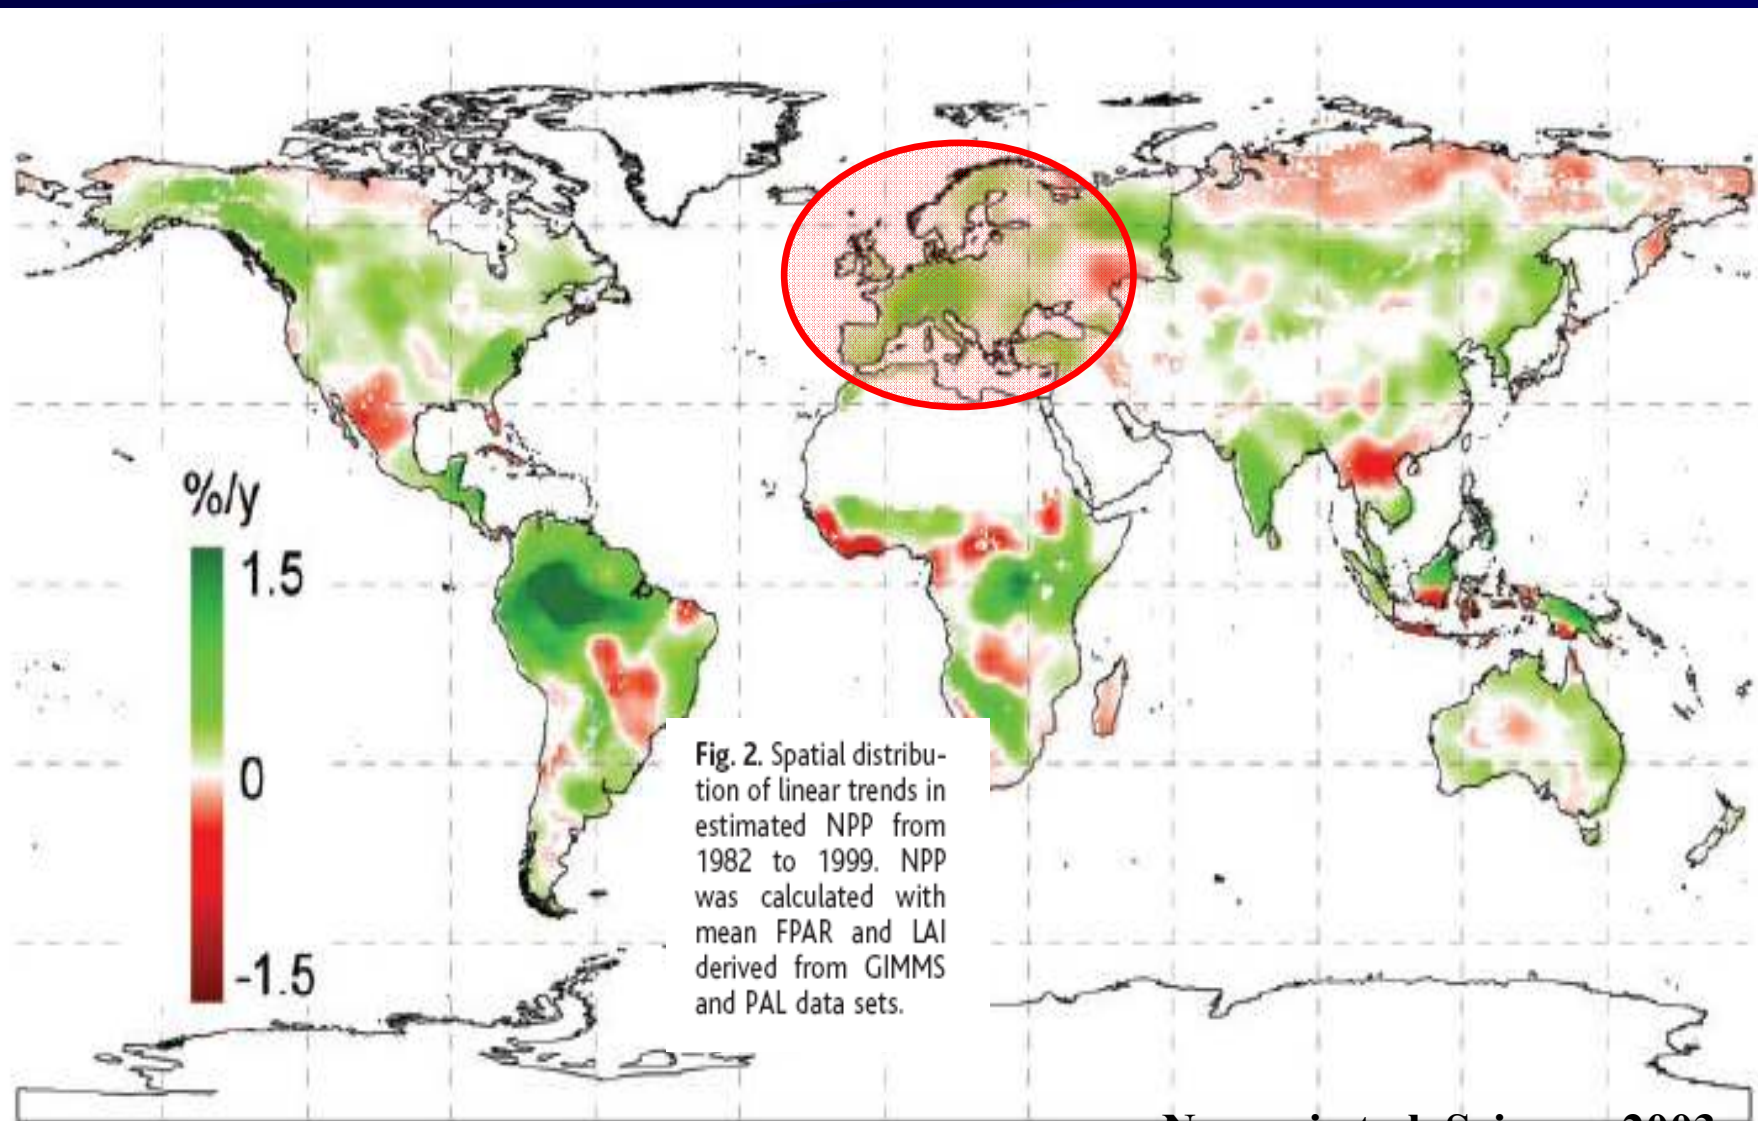 %/y
1.5
0
-1.5
Fig. 2. Spatial distribu-
tion of linear trends in
estimated NPP from
1982 to 1999. NPP
was calculated with
mean FPAR and LAI
derived from GIMMS
and PAL data sets.
2003